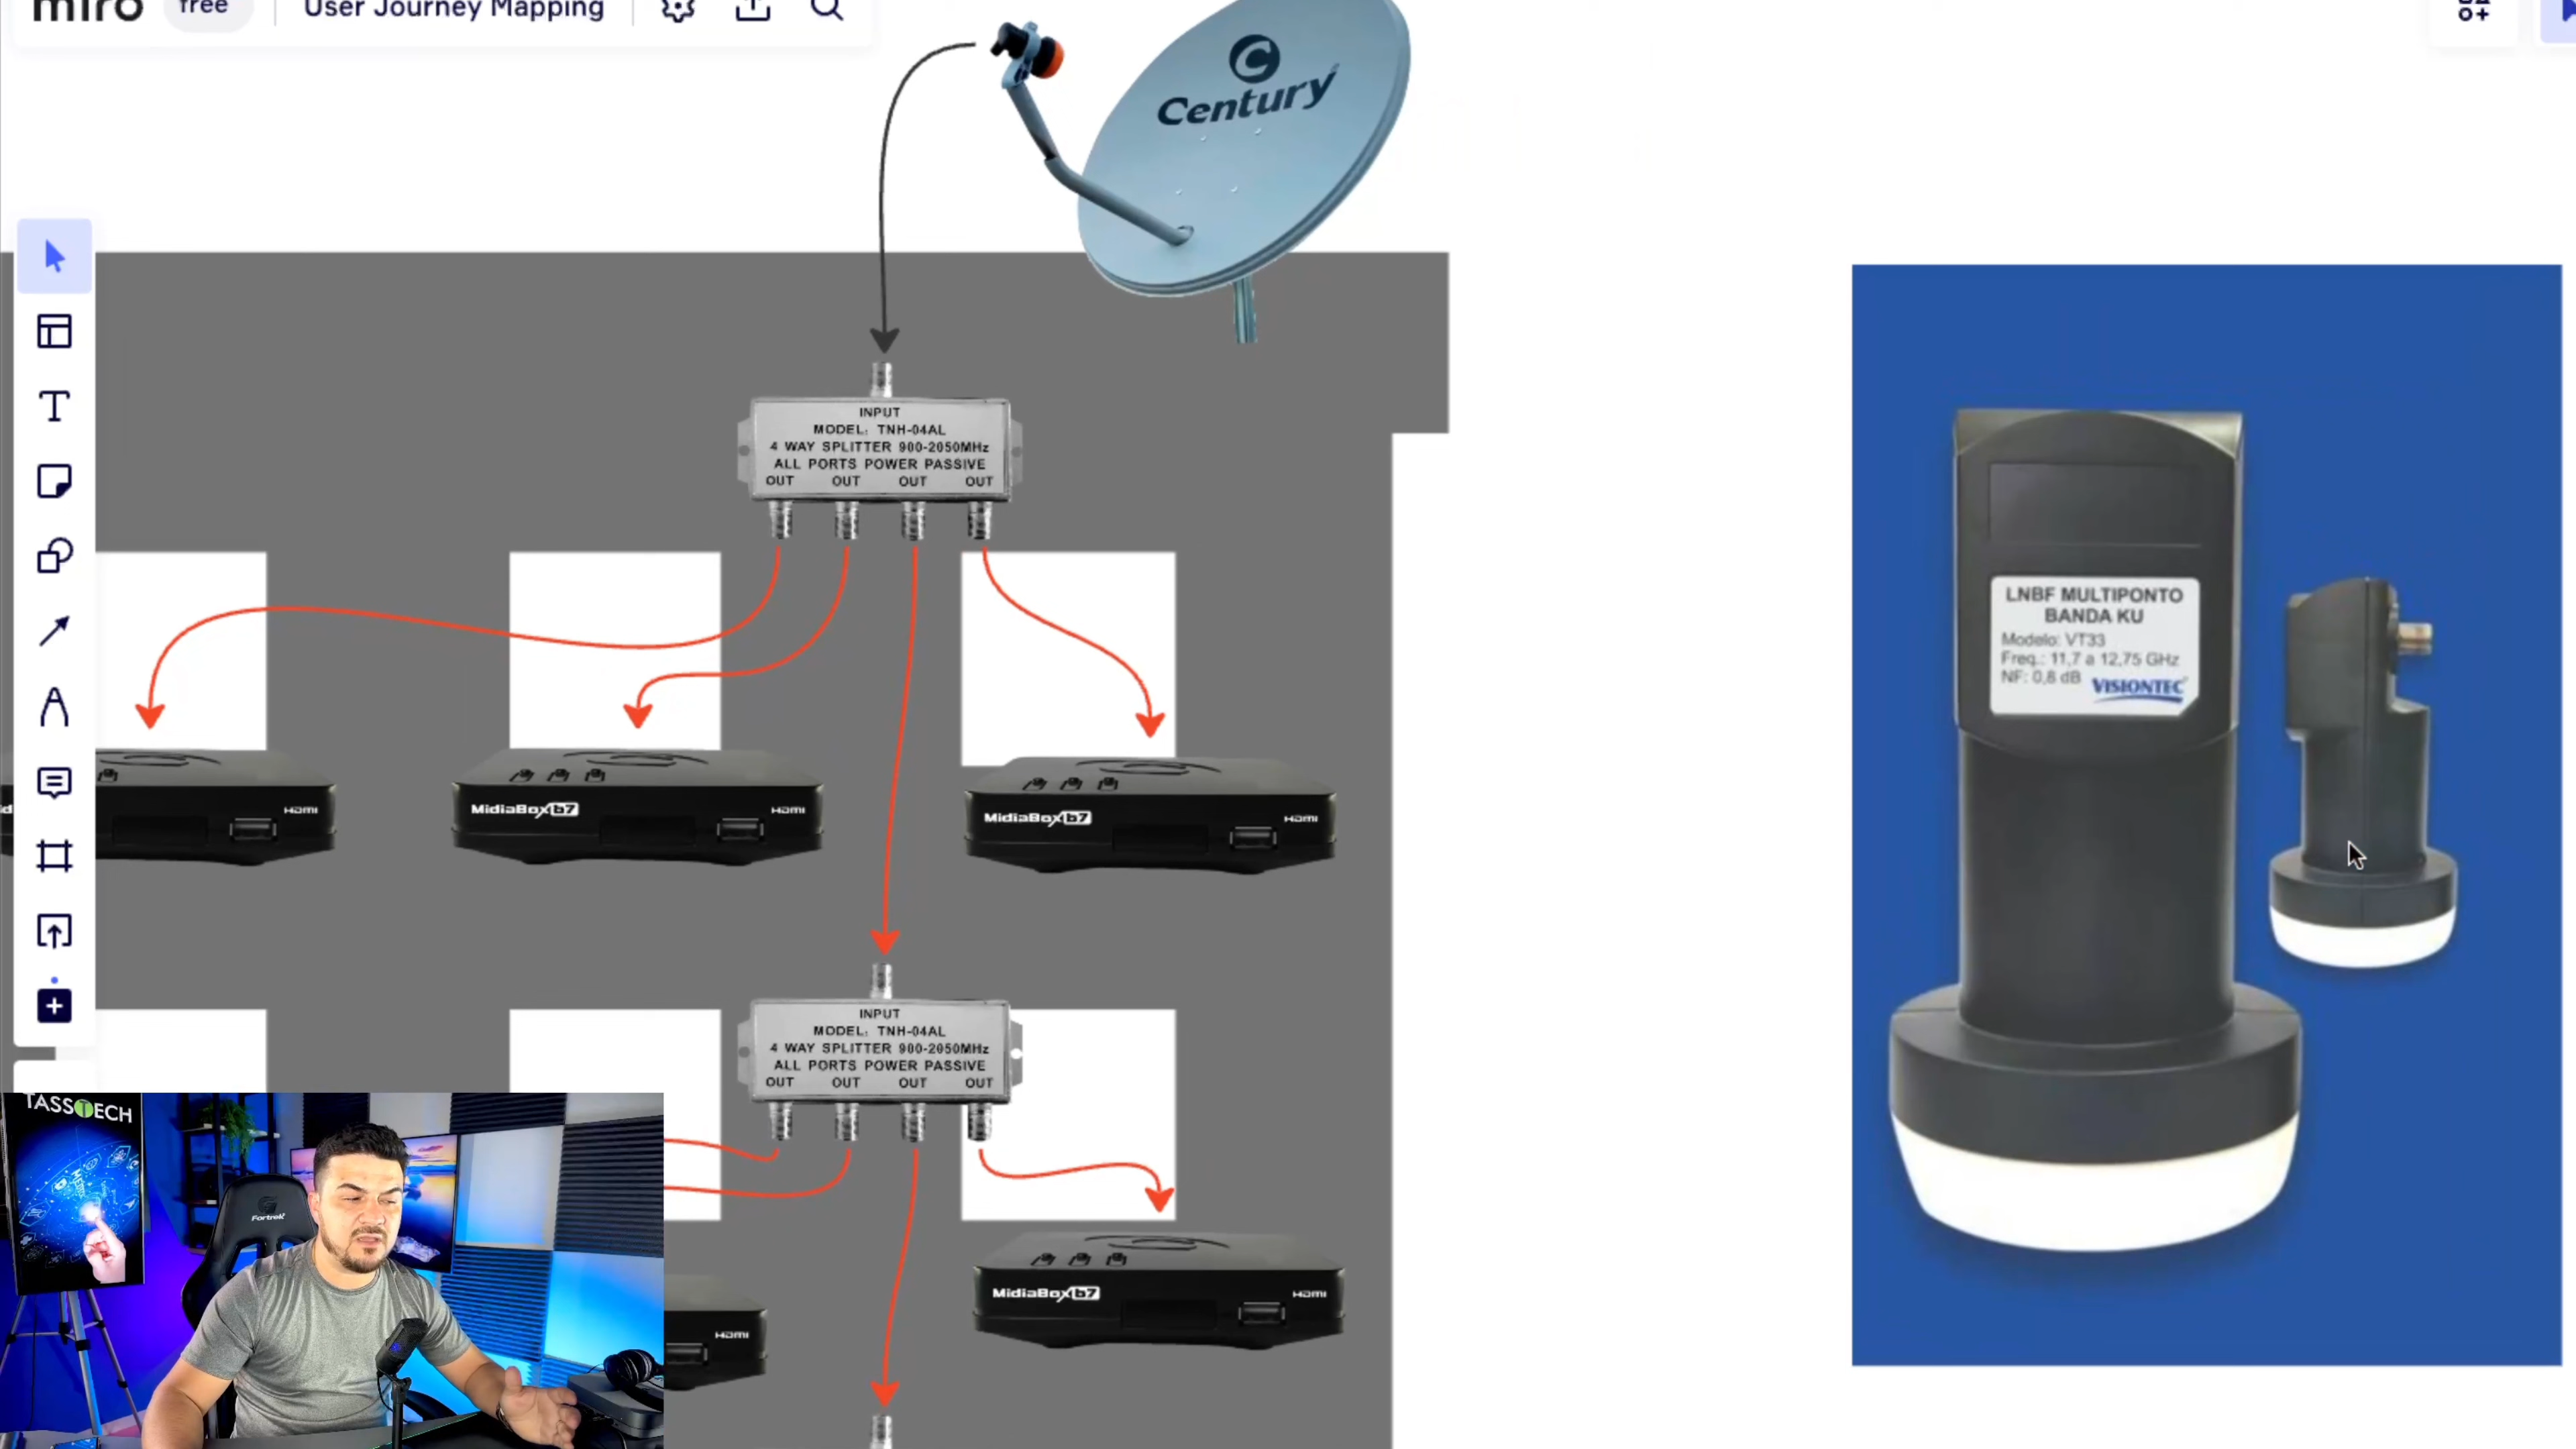 miro
free
User Journey Mapping
Century
INPUT
MODEL: TNH-04AL
4 WAY SPLITTER 900-2050MHz
ALL PORTS POWER PASSIVE
OUT OUT OUT OUT
HDMI
MidiaBox b7
HDMI
MidiaBox b7
HDMI
LNBF MULTIPONTO
BANDA KU
Modelo: VT33
Freq.: 11,7 a 12,75 GHz
NF: 0,8 dB
VISIONTEC
INPUT
MODEL: TNH-04AL
4 WAY SPLITTER 900-2050MHz
ALL PORTS POWER PASSIVE
OUT OUT OUT OUT
TASSTECH
Fortrek
HDMI
MidiaBox b7
HDMI